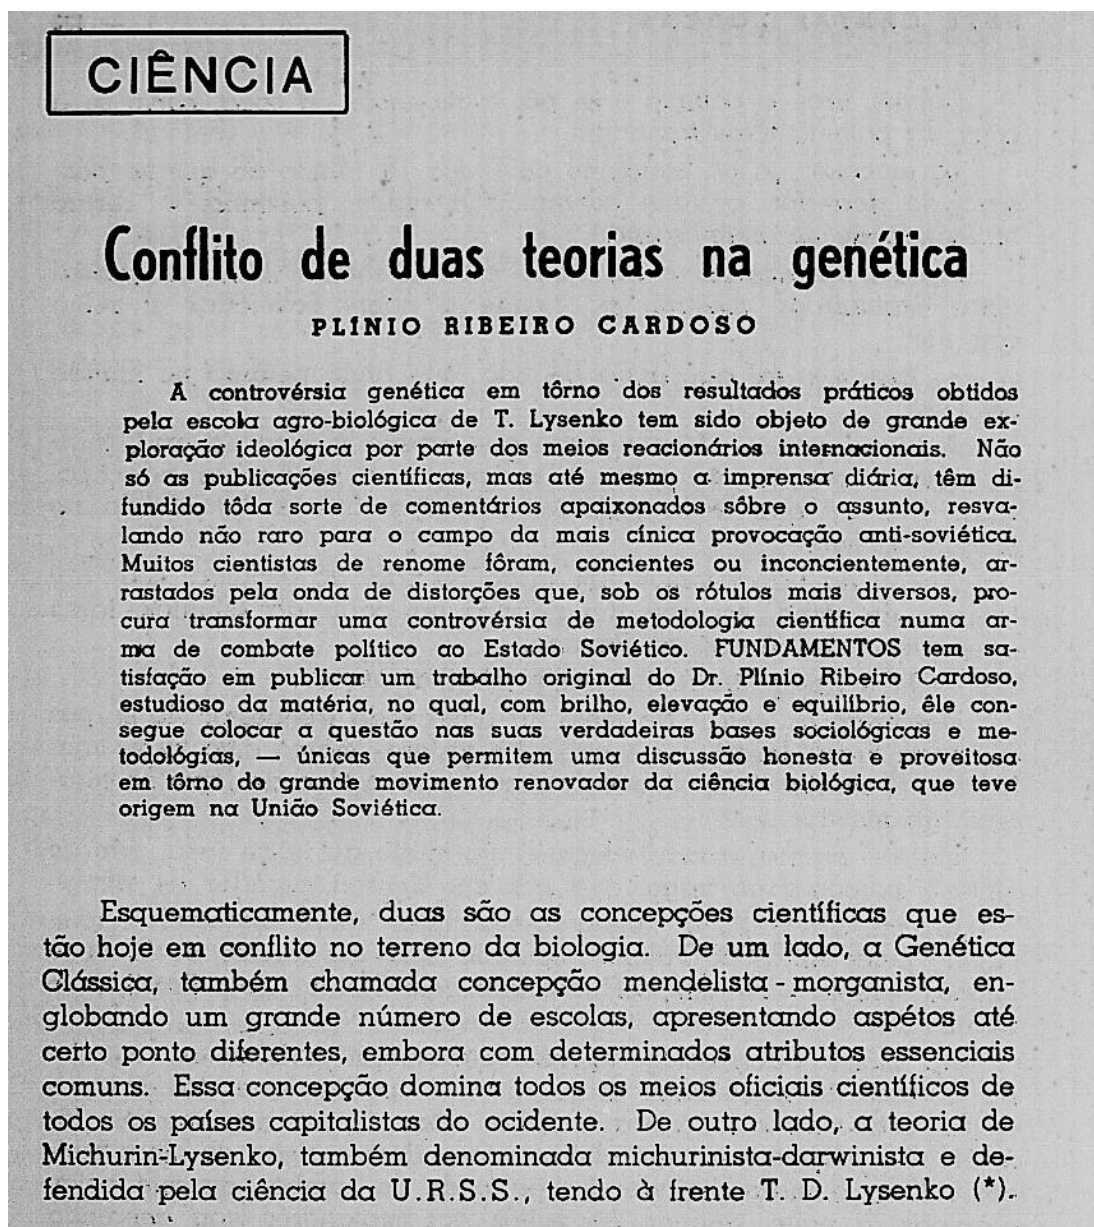 CIÊNCIA
Conflito de duas teorias na genética
PLÍNIO RIBEIRO CARDOSO
A controvérsia genética em tôrno dos resultados práticos obtidos
pela escola agro-biológica de T. Lysenko tem sido objeto de grande ex-
ploração ideológica por parte dos meios reacionários internacionais. Não
só as publicações científicas, mas até mesmo a imprensa diária, têm di-
fundido tôda sorte de comentários apaixonados sôbre o assunto, resva-
lando não raro para o campo da mais cínica provocação anti-soviética.
Muitos cientistas de renome fôram, concientes ou inconcientemente, ar-
rastados pela onda de distorções que, sob os rótulos mais diversos, pro-
cura transformar uma controvérsia de metodologia científica numa ar-
ma de combate político ao Estado Soviético. FUNDAMENTOS tem sa-
tisfação em publicar um trabalho original do Dr. Plínio Ribeiro Cardoso,
estudioso da matéria, no qual, com brilho, elevação e equilíbrio, êle con-
segue colocar a questão nas suas verdadeiras bases sociológicas e me-
todológias, — únicas que permitem uma discussão honesta e proveitosa
em tôrno do grande movimento renovador da ciência biológica, que teve
origem na União Soviética.
Esquematicamente, duas são as concepções científicas que es-
tão hoje em conflito no terreno da biologia. De um lado, a Genética
Clássica, também chamada concepção mendelista-morganista, en-
globando um grande número de escolas, apresentando aspétos até
certo ponto diferentes, embora com determinados atributos essenciais
comuns. Essa concepção domina todos os meios oficiais científicos de
todos os países capitalistas do ocidente. De outro lado, a teoria de
Michurin-Lysenko, também denominada michurinista-darwinista e de-
fendida pela ciência da U.R.S.S., tendo à frente T. D. Lysenko (*).